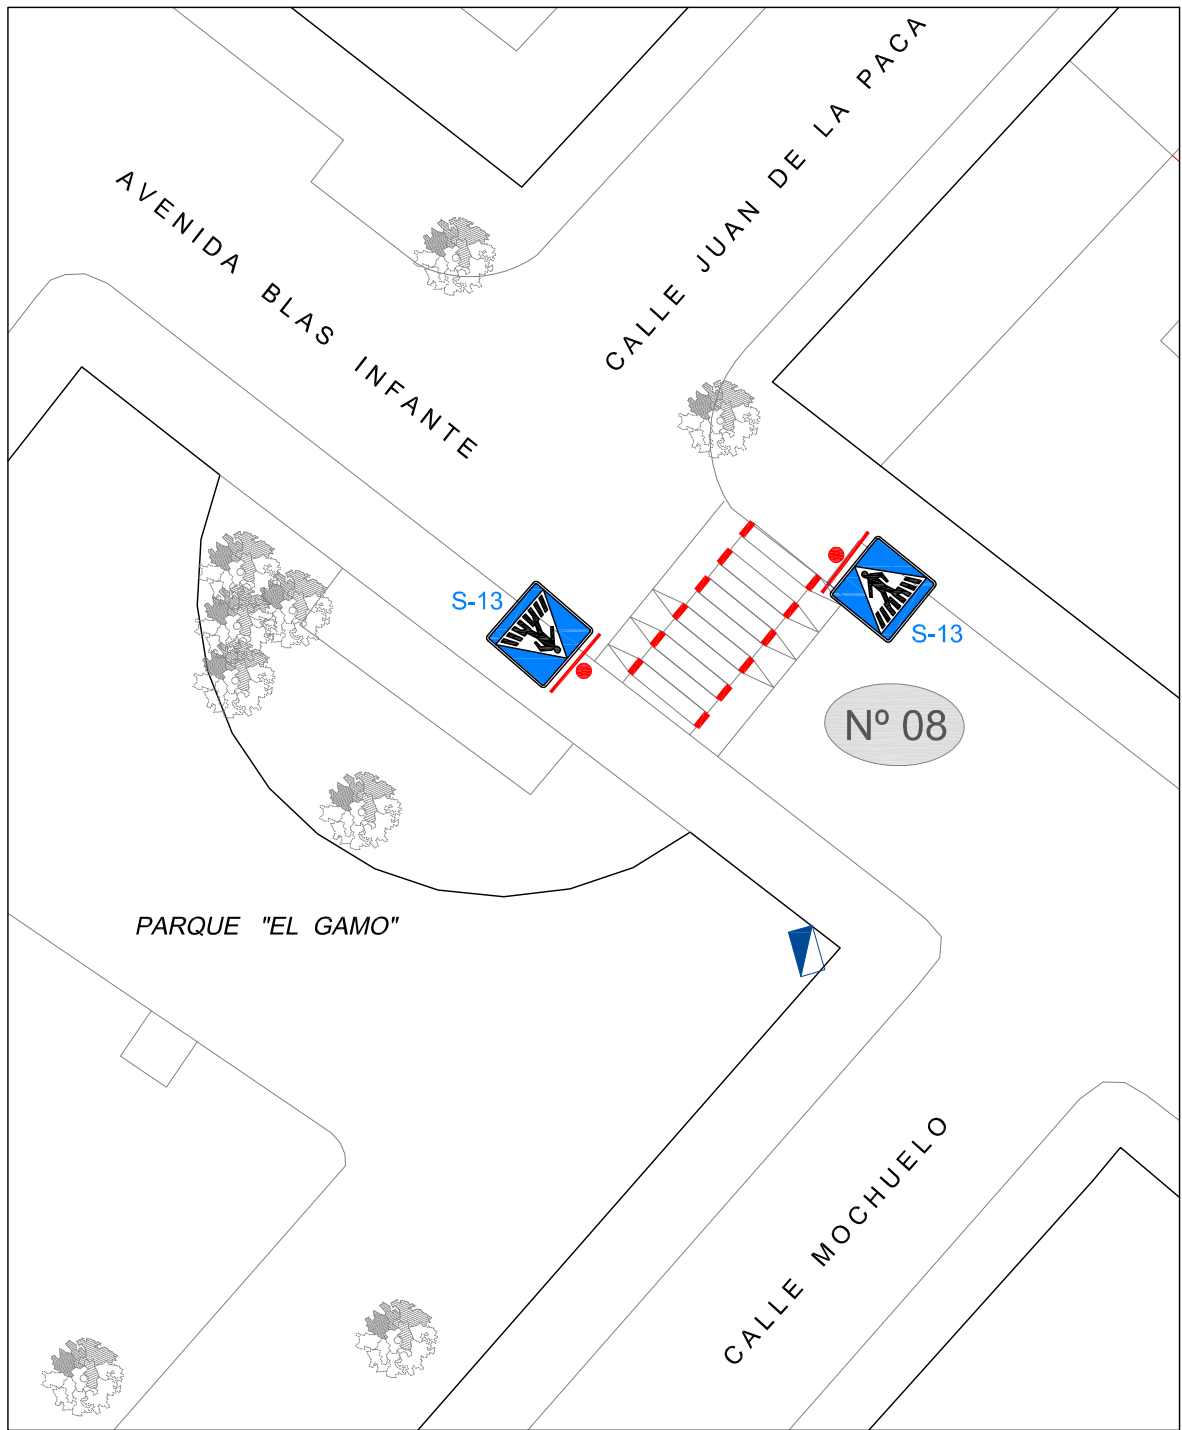 CALLE JUAN DE LA PACA
AVENIDA BLAS INFANTE
S-13
S-13
Nº 08
PARQUE "EL GAMO"
CALLE MOCHUELO